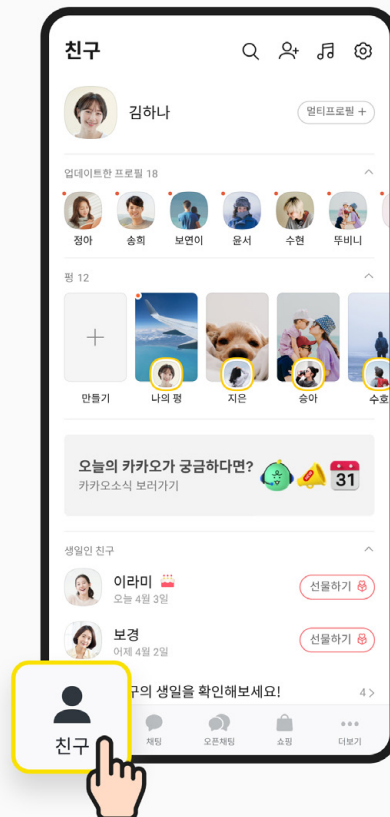 친구
김하나
멀티프로필 +
업데이트한 프로필 18
정아 송희 보연이 윤서 수현 뚜비니
펑 12
만들기 나의 펑 지은 승아 수호
오늘의 카카오가 궁금하다면?
카카오소식 보러가기
31
생일인 친구
이라미
오늘 4월 3일
선물하기
보경
어제 4월 2일
선물하기
구의 생일을 확인해보세요!
4
친구 채팅 오픈채팅 쇼핑 더보기